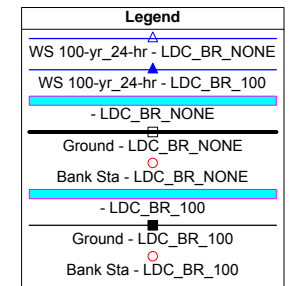 Legend
WS 100-yr_24-hr - LDC_BR_NONE
WS 100-yr_24-hr - LDC_BR_100
- LDC_BR_NONE
Ground - LDC_BR_NONE
Bank Sta - LDC_BR_NONE
- LDC_BR_100
Ground - LDC_BR_100
Bank Sta - LDC_BR_100